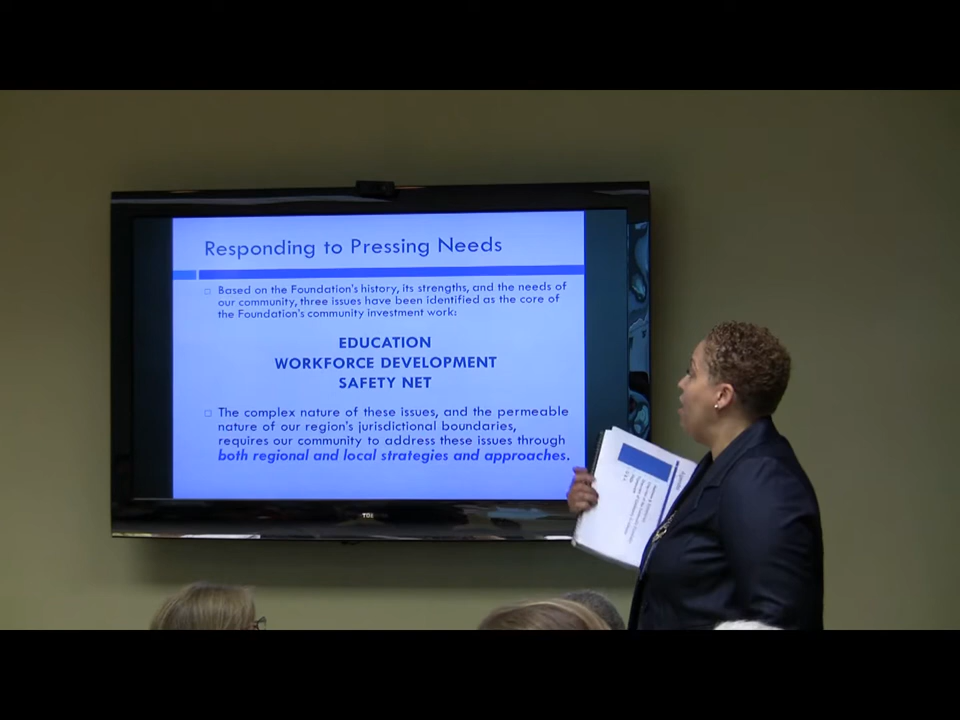 Responding to Pressing Needs
Based on the Foundation's history, its strengths, and the needs of
our community, three issues have been identified as the core of
the Foundation's community investment work:
EDUCATION
WORKFORCE DEVELOPMENT
SAFETY NET
The complex nature of these issues, and the permeable
nature of our region's jurisdictional boundaries,
requires our community to address these issues through
both regional and local strategies and approaches.
TCL
Agenda